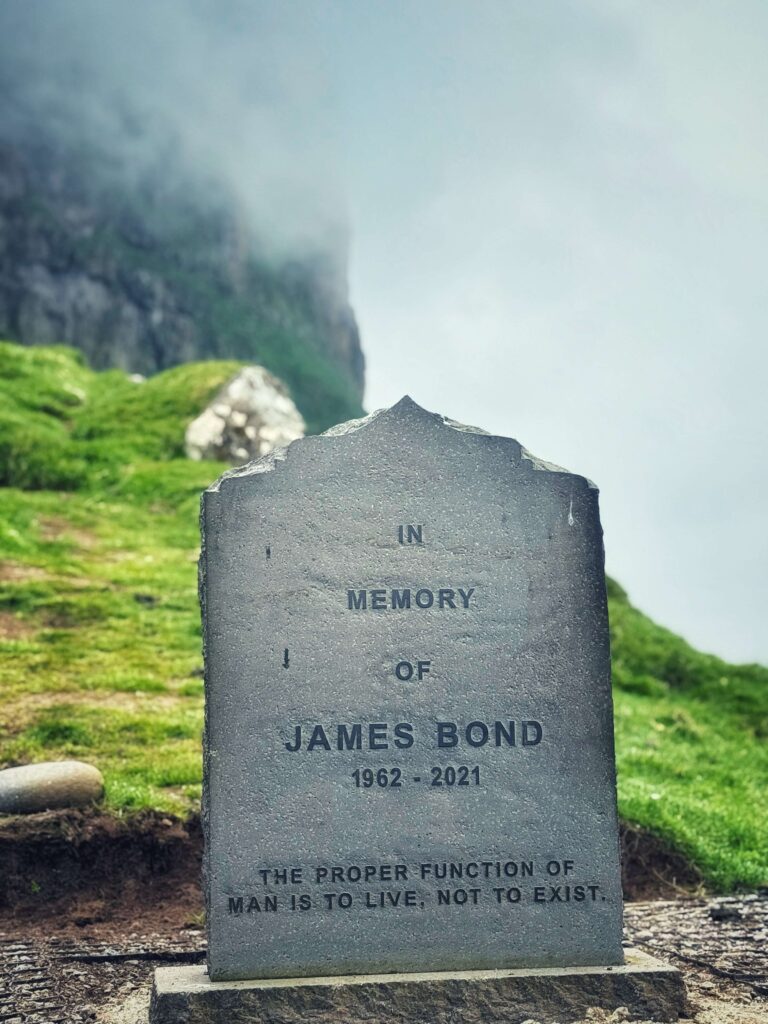 IN
MEMORY
OF
JAMES BOND
1962 - 2021
THE PROPER FUNCTION OF
MAN IS TO LIVE, NOT TO EXIST.